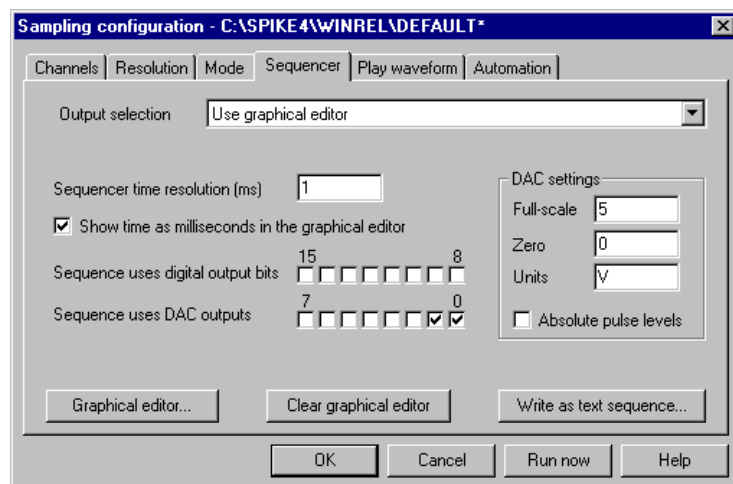 Sampling configuration - C:\SPIKE4\WINREL\DEFAULT*
Channels Resolution Mode Sequencer Play waveform Automation
Output selection Use graphical editor
Sequencer time resolution (ms) 1
Show time as milliseconds in the graphical editor
15 8
Sequence uses digital output bits
7 0
Sequence uses DAC outputs
DAC settings
Full-scale 5
Zero 0
Units V
Absolute pulse levels
Graphical editor... Clear graphical editor Write as text sequence...
OK Cancel Run now Help